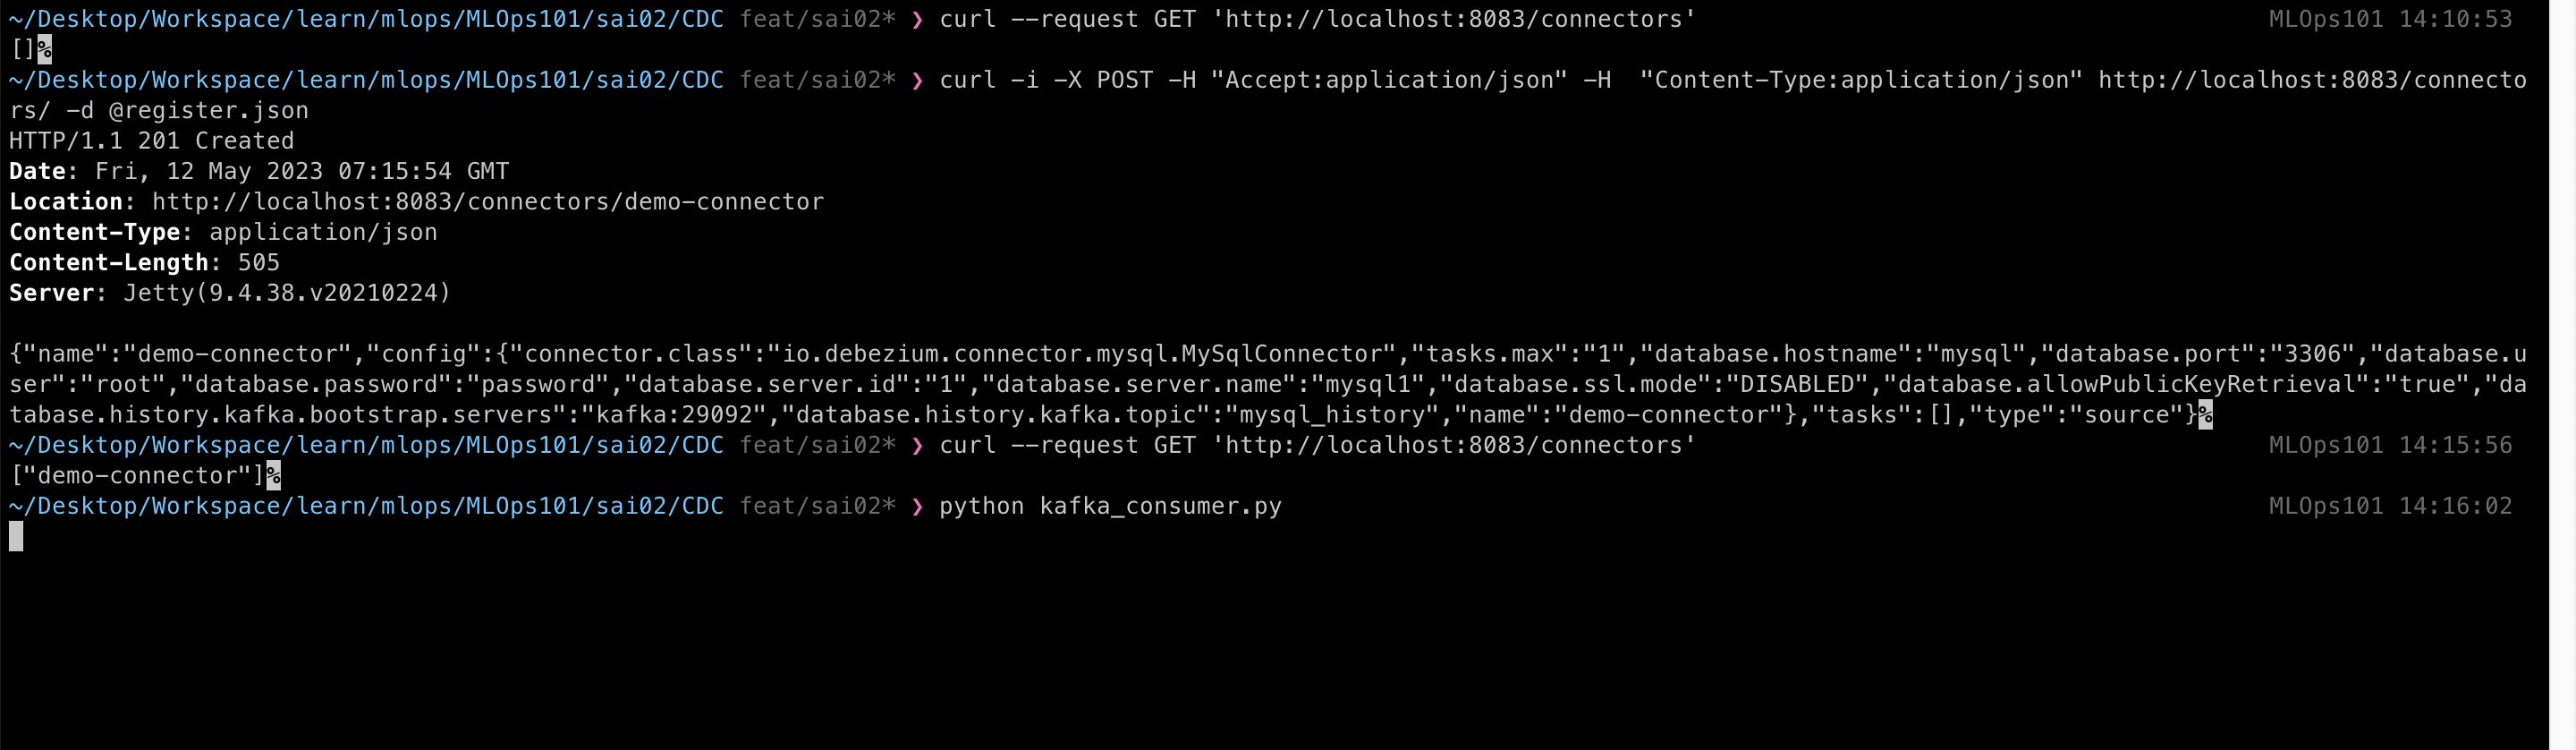 ~/Desktop/Workspace/learn/mlops/MLOps101/sai02/CDC feat/sai02* ❯ curl --request GET 'http://localhost:8083/connectors' MLOps101 14:10:53
[]%
~/Desktop/Workspace/learn/mlops/MLOps101/sai02/CDC feat/sai02* ❯ curl -i -X POST -H "Accept:application/json" -H  "Content-Type:application/json" http://localhost:8083/connecto
rs/ -d @register.json
HTTP/1.1 201 Created
Date: Fri, 12 May 2023 07:15:54 GMT
Location: http://localhost:8083/connectors/demo-connector
Content-Type: application/json
Content-Length: 505
Server: Jetty(9.4.38.v20210224)
{"name":"demo-connector","config":{"connector.class":"io.debezium.connector.mysql.MySqlConnector","tasks.max":"1","database.hostname":"mysql","database.port":"3306","database.u
ser":"root","database.password":"password","database.server.id":"1","database.server.name":"mysql1","database.ssl.mode":"DISABLED","database.allowPublicKeyRetrieval":"true","da
tabase.history.kafka.bootstrap.servers":"kafka:29092","database.history.kafka.topic":"mysql_history","name":"demo-connector"},"tasks":[],"type":"source"}%
~/Desktop/Workspace/learn/mlops/MLOps101/sai02/CDC feat/sai02* ❯ curl --request GET 'http://localhost:8083/connectors' MLOps101 14:15:56
["demo-connector"]%
~/Desktop/Workspace/learn/mlops/MLOps101/sai02/CDC feat/sai02* ❯ python kafka_consumer.py MLOps101 14:16:02